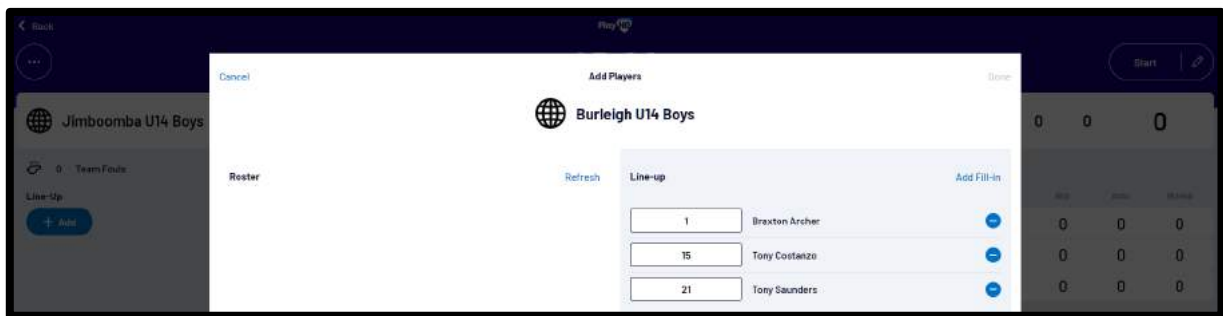 Back
PlayHQ
Start
Cancel
Add Players
Done
Jimboomba U14 Boys
Burleigh U14 Boys
0 0 0
0 Team Fouls
Roster
Refresh
Line-up
Add Fill-in
Line-Up
+ Add
1 Braxton Archer
0 0 0
15 Tony Costanzo
0 0 0
21 Tony Saunders
0 0 0